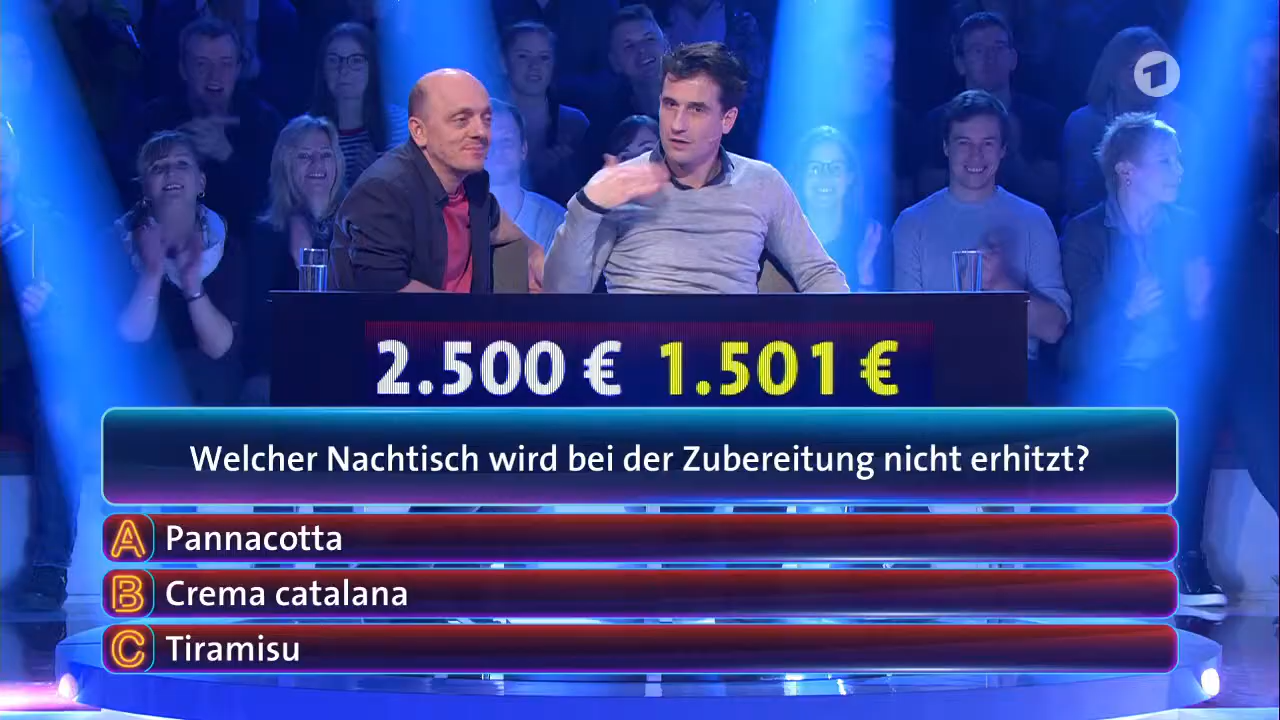 1
2.500 € 1.501 €
Welcher Nachtisch wird bei der Zubereitung nicht erhitzt?
A Pannacotta
B Crema catalana
C Tiramisu